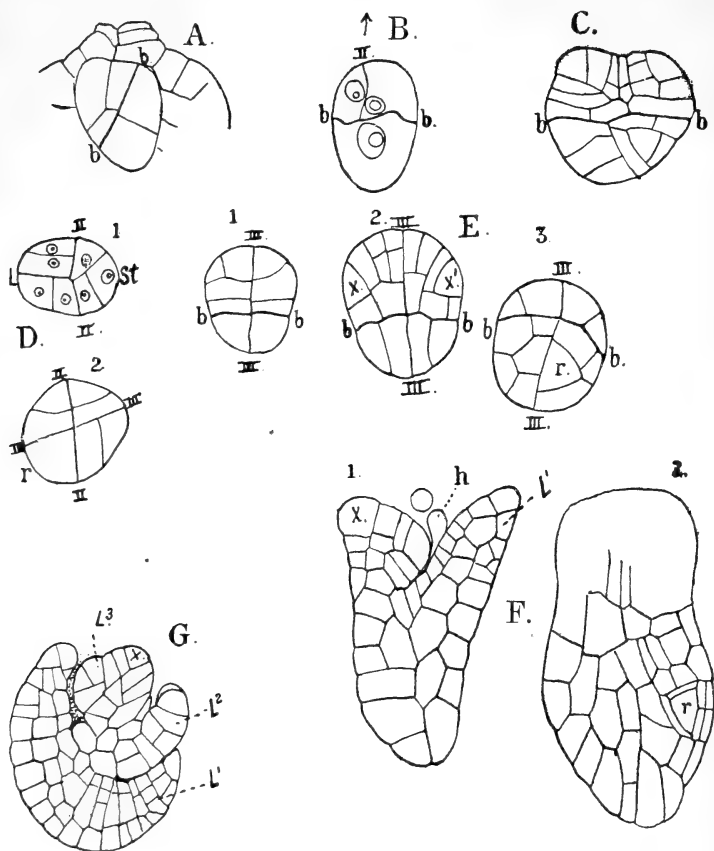 A.
b
b
↑
II.
B.
b
b.
C.
b
b
II
1
L
St
D.
II.
1
III.
b
b
III
2.
III
E.
X.
X'
b
b
III.
3
III.
b
b.
r.
III.
2
II
III
III
r
II
1.
h
L'
X.
F.
2.
r
G.
L³
X.
L²
L'